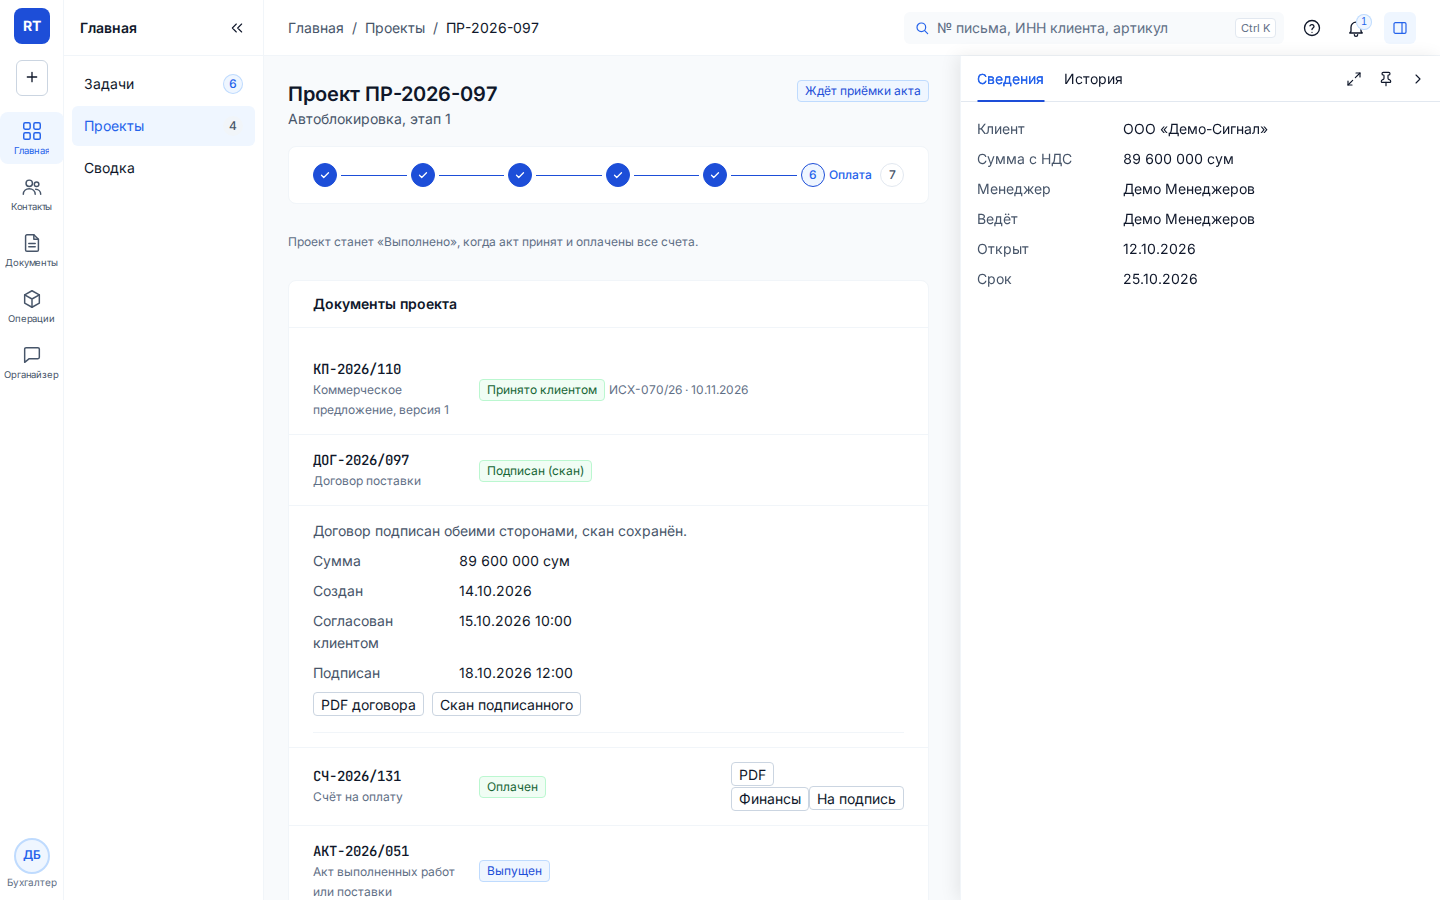 RT
Главная
Контакты
Документы
Операции
Органайзер
ДБ
Бухгалтер
Главная
Задачи 6
Проекты 4
Сводка
Главная / Проекты / ПР-2026-097
№ письма, ИНН клиента, артикул Ctrl K
1
Проект ПР-2026-097
Ждёт приёмки акта
Автоблокировка, этап 1
6 Оплата 7
Проект станет «Выполнено», когда акт принят и оплачены все счета.
Документы проекта
КП-2026/110
Коммерческое
предложение, версия 1
Принято клиентом ИСХ-070/26 · 10.11.2026
ДОГ-2026/097
Договор поставки
Подписан (скан)
Договор подписан обеими сторонами, скан сохранён.
Сумма 89 600 000 сум
Создан 14.10.2026
Согласован 15.10.2026 10:00
клиентом
Подписан 18.10.2026 12:00
PDF договора Скан подписанного
СЧ-2026/131
Счёт на оплату
Оплачен
PDF
Финансы На подпись
АКТ-2026/051
Акт выполненных работ
или поставки
Выпущен
Сведения История
Клиент ООО «Демо-Сигнал»
Сумма с НДС 89 600 000 сум
Менеджер Демо Менеджеров
Ведёт Демо Менеджеров
Открыт 12.10.2026
Срок 25.10.2026